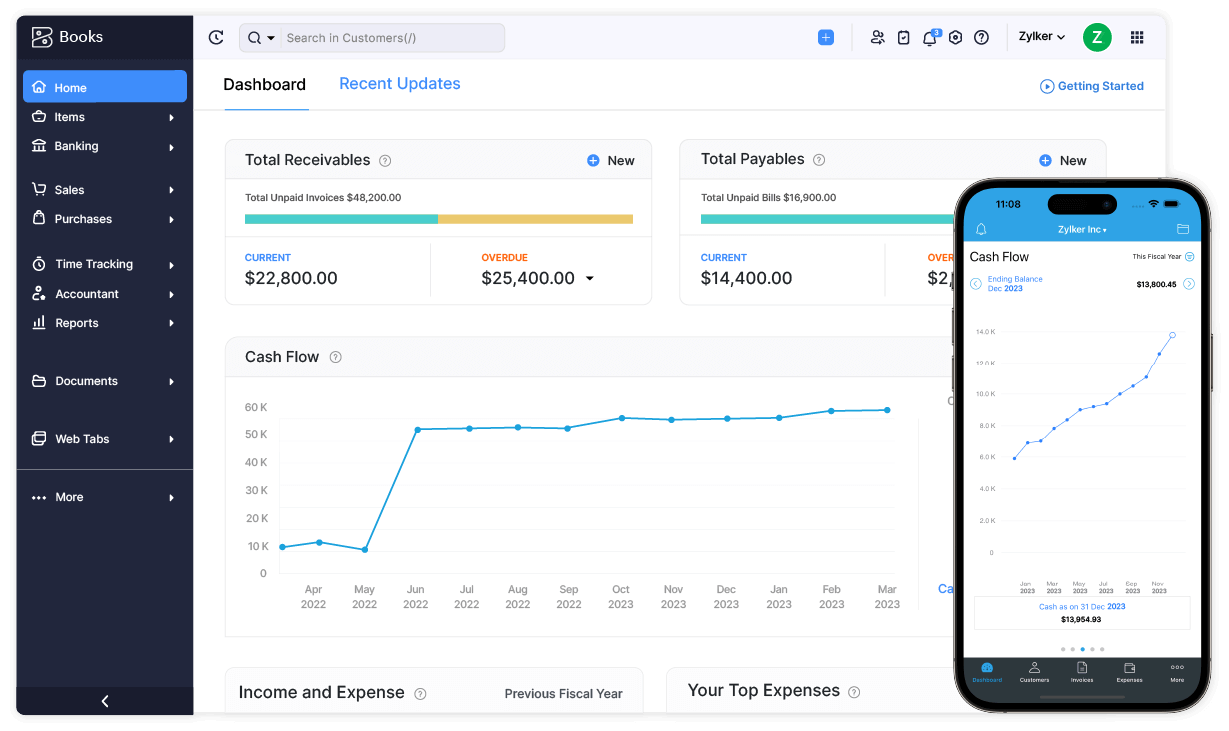 Books
Search in Customers(/)
3
Zylker
Z
Home
Items
Banking
Sales
Purchases
Time Tracking
Accountant
Reports
Documents
Web Tabs
More
Dashboard
Recent Updates
Getting Started
Total Receivables ?
New
Total Unpaid Invoices $48,200.00
CURRENT
$22,800.00
OVERDUE
$25,400.00
Total Payables ?
New
Total Unpaid Bills $16,900.00
CURRENT
$14,400.00
OVER
$2,
Cash Flow ?
60 K
50 K
40 K
30 K
20 K
10 K
0
Apr 2022
May 2022
Jun 2022
Jul 2022
Aug 2022
Sep 2022
Oct 2023
Nov 2023
Dec 2023
Jan 2023
Feb 2023
Mar 2023
C
Ca
Income and Expense ?
Previous Fiscal Year
Your Top Expenses ?
11:08
Zylker Inc
Cash Flow
This Fiscal Year
Ending Balance
Dec 2023
$13,800.45
14.0 K
12.0 K
10.0 K
8.0 K
6.0 K
4.0 K
2.0 K
0
Jan 2023
Mar 2023
May 2023
Jul 2023
Sep 2023
Nov 2023
Cash as on 31 Dec 2023
$13,954.93
Dashboard
Customers
Invoices
Expenses
More